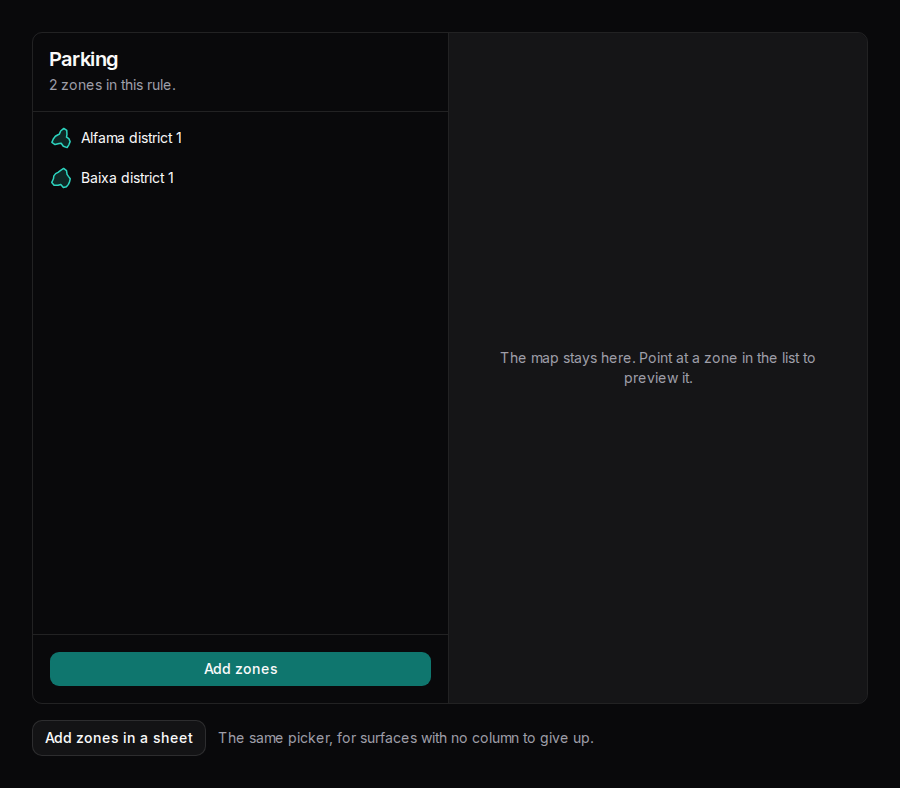 Parking
2 zones in this rule.
Alfama district 1
Baixa district 1
The map stays here. Point at a zone in the list to
preview it.
Add zones
Add zones in a sheet
The same picker, for surfaces with no column to give up.